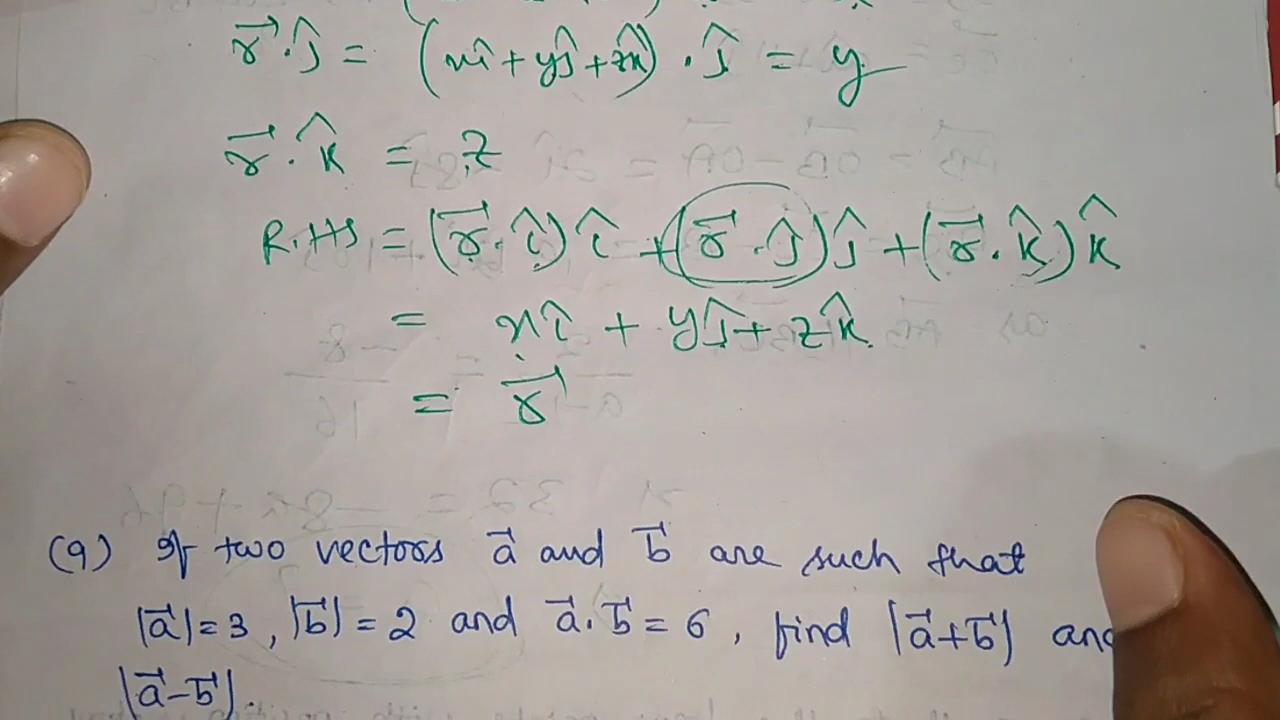 r⃗.ĵ = (xî + yĵ + zk̂) . ĵ = y
r⃗.k̂ = z
R.H.S = (r⃗.î) î + (r⃗.ĵ) ĵ + (r⃗.k̂) k̂
= xî + yĵ + zk̂
= r⃗
(9) If two vectors a⃗ and b⃗ are such that
|a⃗| = 3, |b⃗| = 2 and a⃗.b⃗ = 6, find |a⃗+b⃗| and
|a⃗-b⃗|.